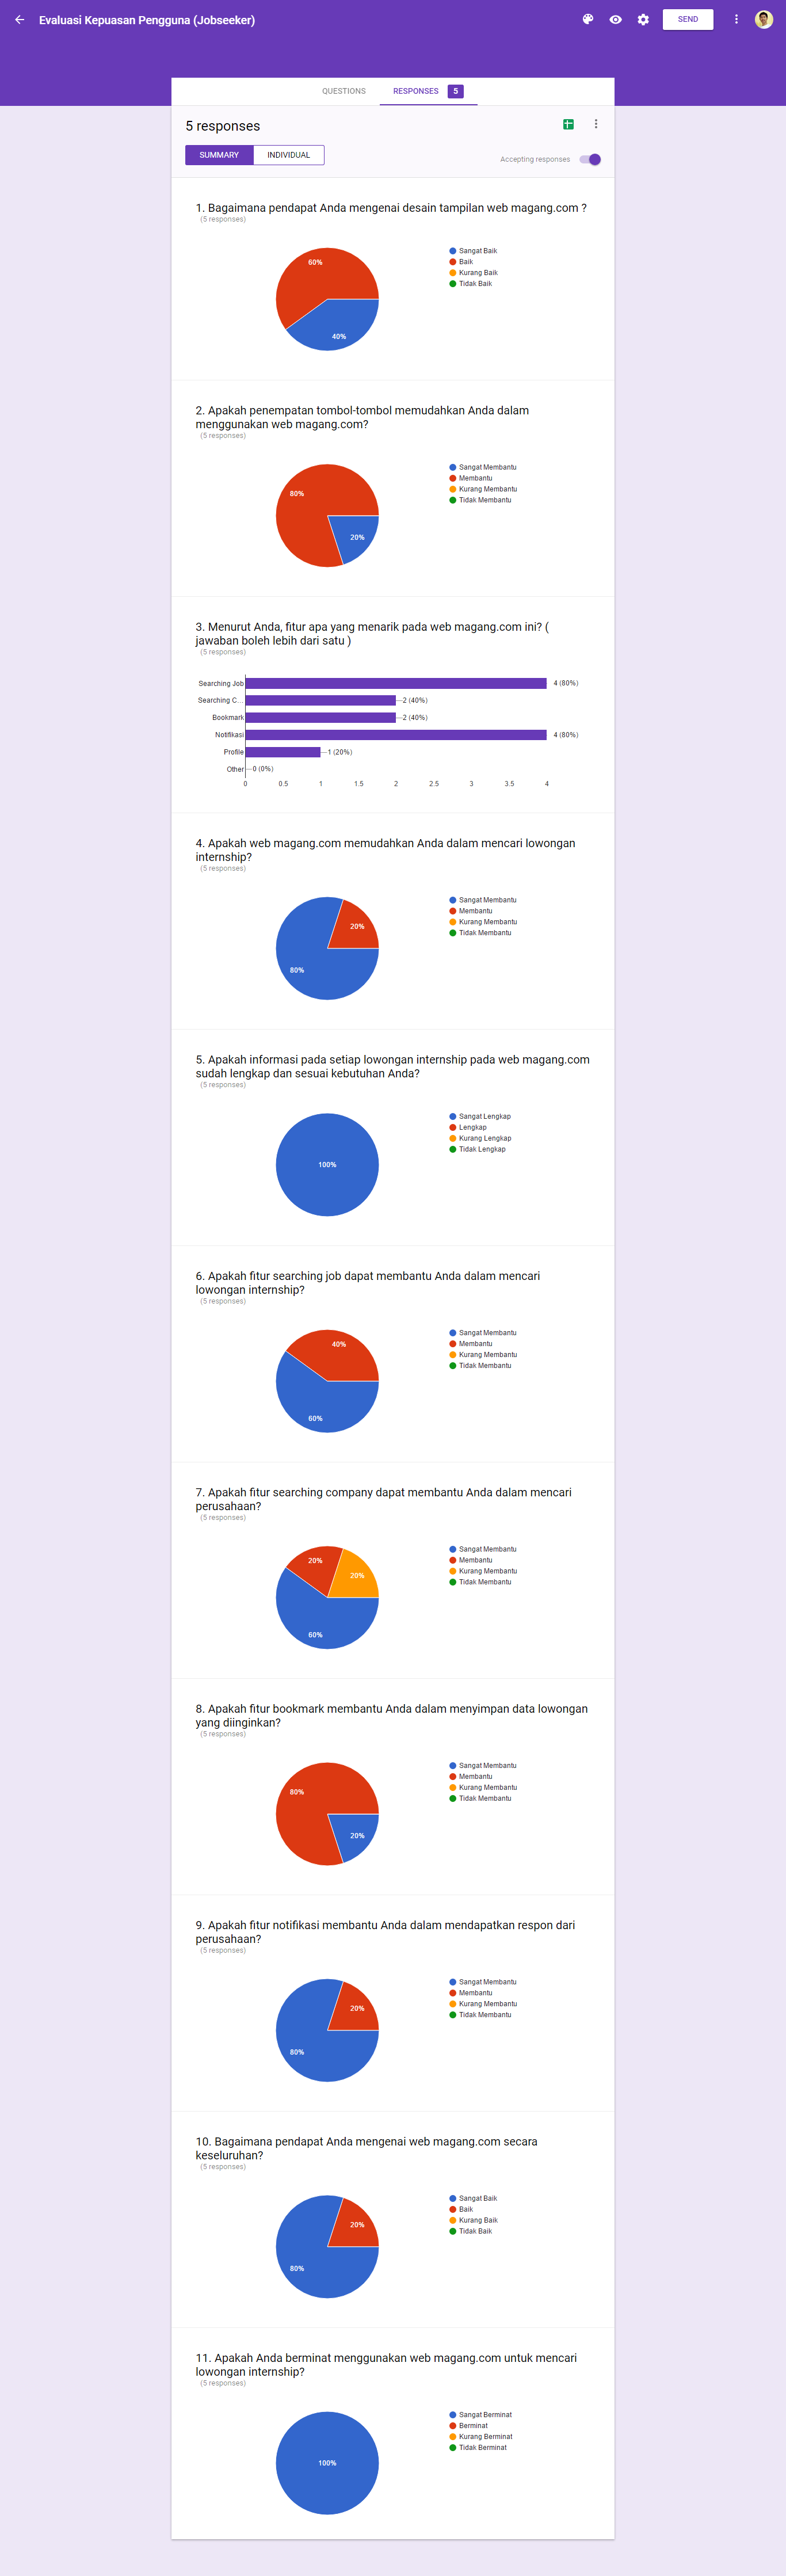 Evaluasi Kepuasan Pengguna (Jobseeker)
SEND
QUESTIONS
RESPONSES
5
5 responses
SUMMARY
INDIVIDUAL
Accepting responses
1. Bagaimana pendapat Anda mengenai desain tampilan web magang.com ?
(5 responses)
60%
40%
Sangat Baik
Baik
Kurang Baik
Tidak Baik
2. Apakah penempatan tombol-tombol memudahkan Anda dalam
menggunakan web magang.com?
(5 responses)
80%
20%
Sangat Membantu
Membantu
Kurang Membantu
Tidak Membantu
3. Menurut Anda, fitur apa yang menarik pada web magang.com ini? (
jawaban boleh lebih dari satu )
(5 responses)
Searching Job
4 (80%)
Searching C...
2 (40%)
Bookmark
2 (40%)
Notifikasi
4 (80%)
Profile
1 (20%)
Other
0 (0%)
0 0.5 1 1.5 2 2.5 3 3.5 4
4. Apakah web magang.com memudahkan Anda dalam mencari lowongan
internship?
(5 responses)
20%
80%
Sangat Membantu
Membantu
Kurang Membantu
Tidak Membantu
5. Apakah informasi pada setiap lowongan internship pada web magang.com
sudah lengkap dan sesuai kebutuhan Anda?
(5 responses)
100%
Sangat Lengkap
Lengkap
Kurang Lengkap
Tidak Lengkap
6. Apakah fitur searching job dapat membantu Anda dalam mencari
lowongan internship?
(5 responses)
40%
60%
Sangat Membantu
Membantu
Kurang Membantu
Tidak Membantu
7. Apakah fitur searching company dapat membantu Anda dalam mencari
perusahaan?
(5 responses)
20%
20%
60%
Sangat Membantu
Membantu
Kurang Membantu
Tidak Membantu
8. Apakah fitur bookmark membantu Anda dalam menyimpan data lowongan
yang diinginkan?
(5 responses)
80%
20%
Sangat Membantu
Membantu
Kurang Membantu
Tidak Membantu
9. Apakah fitur notifikasi membantu Anda dalam mendapatkan respon dari
perusahaan?
(5 responses)
20%
80%
Sangat Membantu
Membantu
Kurang Membantu
Tidak Membantu
10. Bagaimana pendapat Anda mengenai web magang.com secara
keseluruhan?
(5 responses)
20%
80%
Sangat Baik
Baik
Kurang Baik
Tidak Baik
11. Apakah Anda berminat menggunakan web magang.com untuk mencari
lowongan internship?
(5 responses)
100%
Sangat Berminat
Berminat
Kurang Berminat
Tidak Berminat